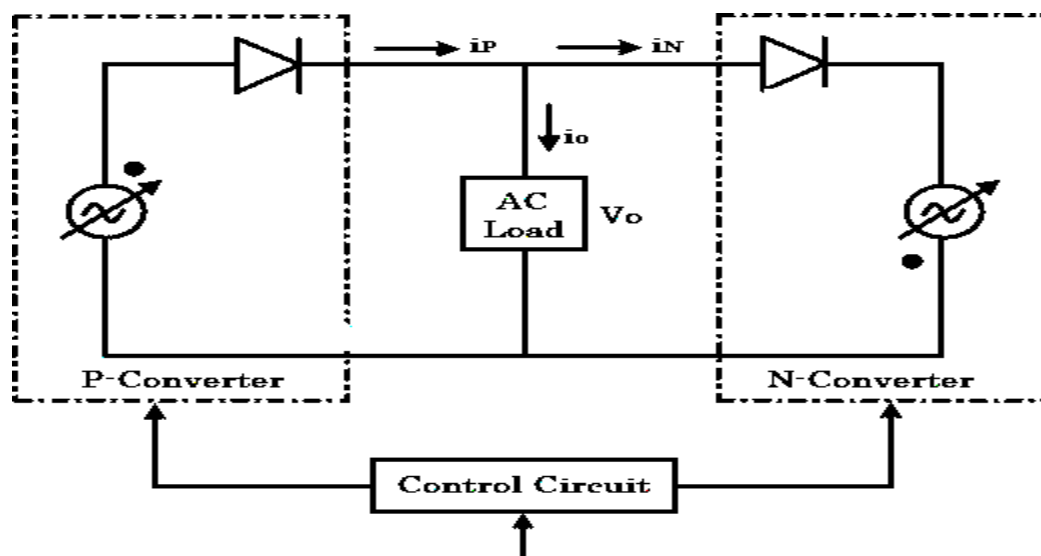 iP
iN
io
AC
Load
Vo
P-Converter
N-Converter
Control Circuit